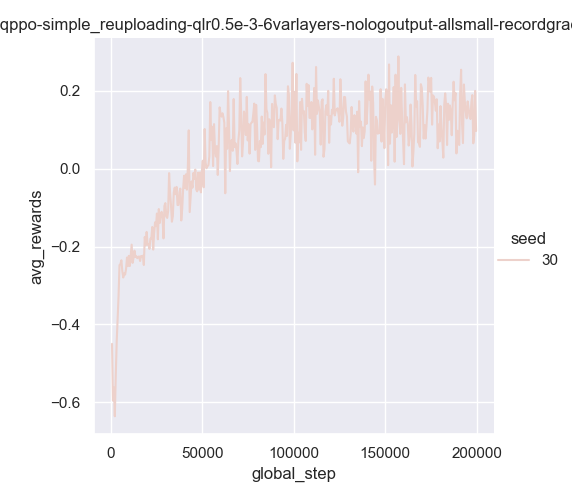 qppo-simple_reuploading-qlr0.5e-3-6varlayers-nologoutput-allsmall-recordgrad
0.2
0.0
−0.2
−0.4
−0.6
avg_rewards
0
50000
100000
150000
200000
global_step
seed
30